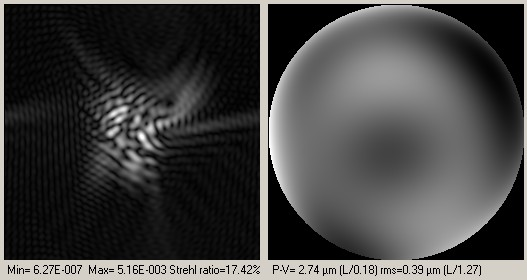 Min= 6.27E-007 Max= 5.16E-003 Strehl ratio=17.42%
P-V= 2.74 µm (L/0.18) rms=0.39 µm (L/1.27)